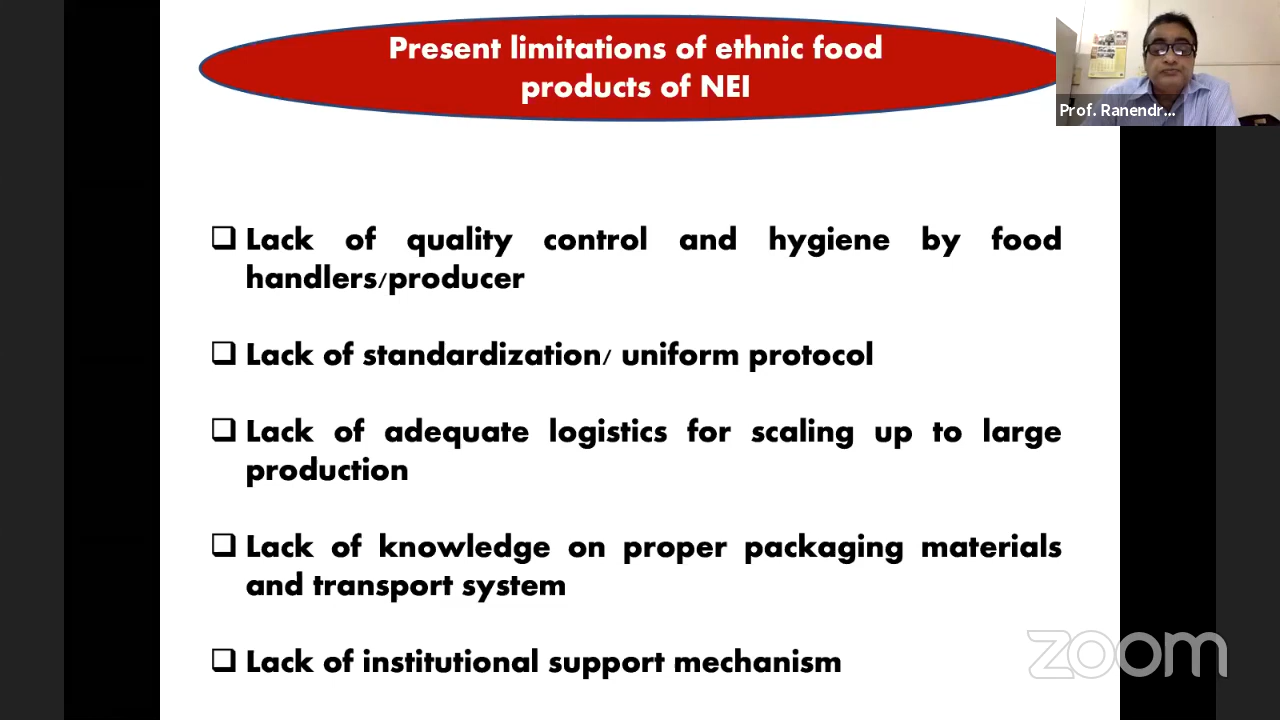 Present limitations of ethnic food
products of NEI
Prof. Ranendr...
❑ Lack of quality control and hygiene by food
handlers/producer
❑ Lack of standardization/ uniform protocol
❑ Lack of adequate logistics for scaling up to large
production
❑ Lack of knowledge on proper packaging materials
and transport system
❑ Lack of institutional support mechanism
zoom